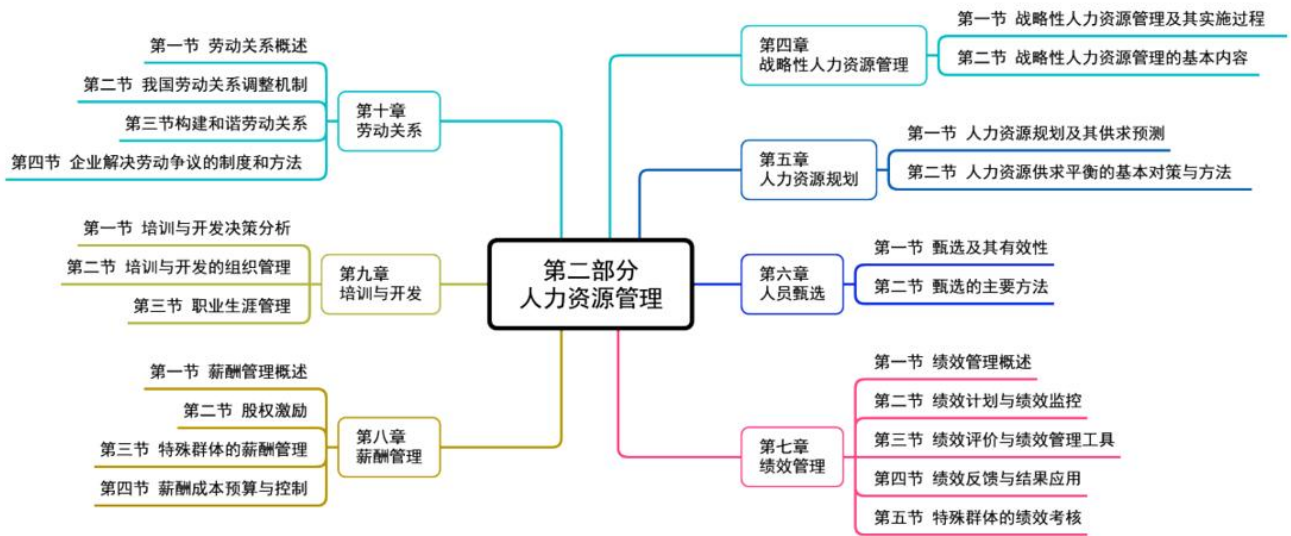 第二部分
人力资源管理
第四章
战略性人力资源管理
第一节 战略性人力资源管理及其实施过程
第二节 战略性人力资源管理的基本内容
第五章
人力资源规划
第一节 人力资源规划及其供求预测
第二节 人力资源供求平衡的基本对策与方法
第六章
人员甄选
第一节 甄选及其有效性
第二节 甄选的主要方法
第七章
绩效管理
第一节 绩效管理概述
第二节 绩效计划与绩效监控
第三节 绩效评价与绩效管理工具
第四节 绩效反馈与结果应用
第五节 特殊群体的绩效考核
第八章
薪酬管理
第一节 薪酬管理概述
第二节 股权激励
第三节 特殊群体的薪酬管理
第四节 薪酬成本预算与控制
第九章
培训与开发
第一节 培训与开发决策分析
第二节 培训与开发的组织管理
第三节 职业生涯管理
第十章
劳动关系
第一节 劳动关系概述
第二节 我国劳动关系调整机制
第三节构建和谐劳动关系
第四节 企业解决劳动争议的制度和方法